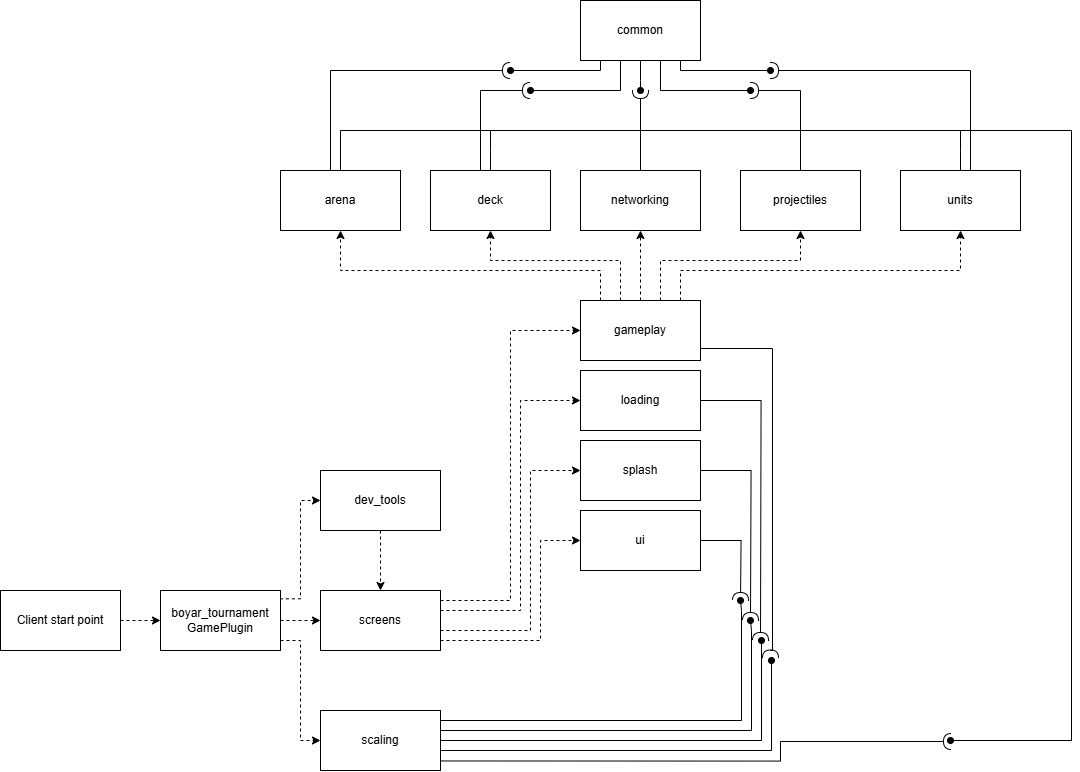 common
arena
deck
networking
projectiles
units
gameplay
loading
splash
dev_tools
ui
Client start point
boyar_tournament
GamePlugin
screens
scaling